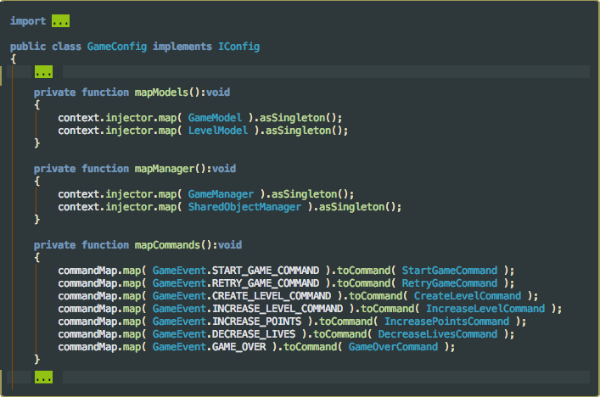 import ...
public class GameConfig implements IConfig
{
...
private function mapModels():void
{
context.injector.map( GameModel ).asSingleton();
context.injector.map( LevelModel ).asSingleton();
}
private function mapManager():void
{
context.injector.map( GameManager ).asSingleton();
context.injector.map( SharedObjectManager ).asSingleton();
}
private function mapCommands():void
{
commandMap.map( GameEvent.START_GAME_COMMAND ).toCommand( StartGameCommand );
commandMap.map( GameEvent.RETRY_GAME_COMMAND ).toCommand( RetryGameCommand );
commandMap.map( GameEvent.CREATE_LEVEL_COMMAND ).toCommand( CreateLevelCommand );
commandMap.map( GameEvent.INCREASE_LEVEL_COMMAND ).toCommand( IncreaseLevelCommand );
commandMap.map( GameEvent.INCREASE_POINTS ).toCommand( IncreasePointsCommand );
commandMap.map( GameEvent.DECREASE_LIVES ).toCommand( DecreaseLivesCommand );
commandMap.map( GameEvent.GAME_OVER ).toCommand( GameOverCommand );
}
...